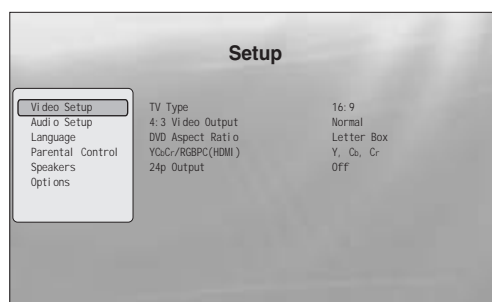 Setup
Video Setup
Audio Setup
Language
Parental Control
Speakers
Options
TV Type 16:9
4:3 Video Output Normal
DVD Aspect Ratio Letter Box
YCbCr/RGBPC(HDMI) Y, Cb, Cr
24p Output Off